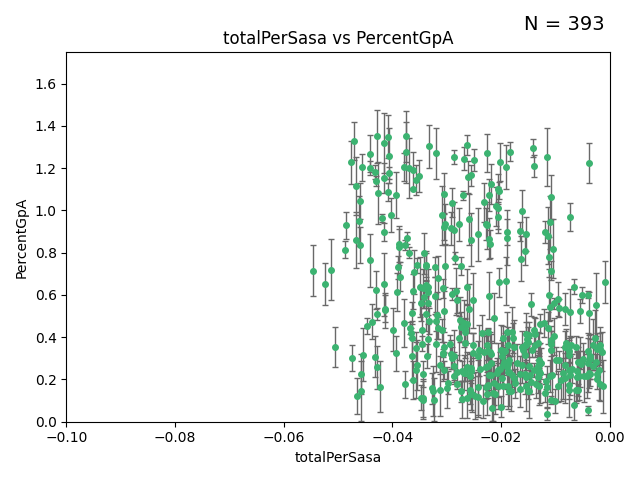 N = 393
totalPerSasa vs PercentGpA
PercentGpA
1.6
1.4
1.2
1.0
0.8
0.6
0.4
0.2
0.0
−0.10 −0.08 −0.06 −0.04 −0.02 0.00
totalPerSasa